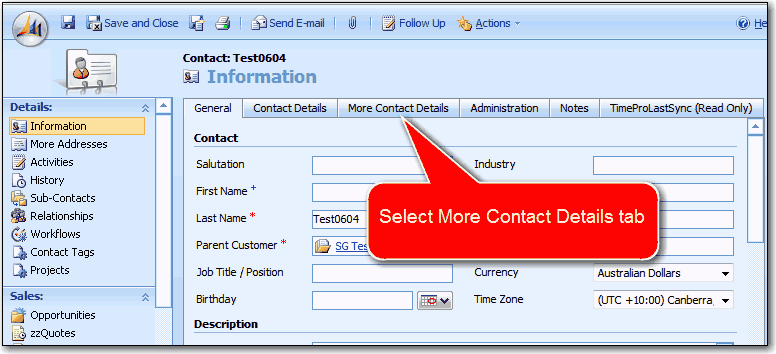 Save and Close Send E-mail Follow Up Actions He
Contact: Test0604
Information
Details:
Information
More Addresses
Activities
History
Sub-Contacts
Relationships
Workflows
Contact Tags
Projects
Sales:
Opportunities
zzQuotes
General Contact Details More Contact Details Administration Notes TimeProLastSync (Read Only)
Contact
Salutation Industry
First Name +
Last Name * Test0604
Parent Customer * SG Tes
Select More Contact Details tab
Job Title / Position Currency Australian Dollars
Birthday Time Zone (UTC +10:00) Canberra,
Description